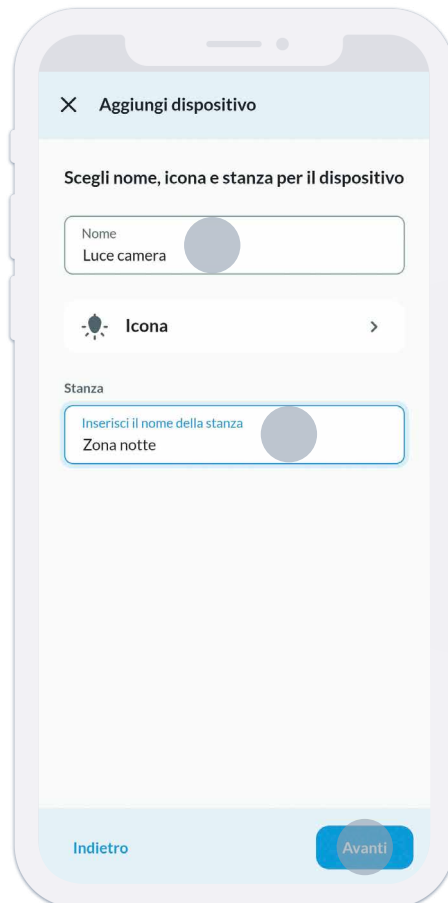 Aggiungi dispositivo
Scegli nome, icona e stanza per il dispositivo
Nome
Luce camera
Icona
Stanza
Inserisci il nome della stanza
Zona notte
Indietro
Avanti